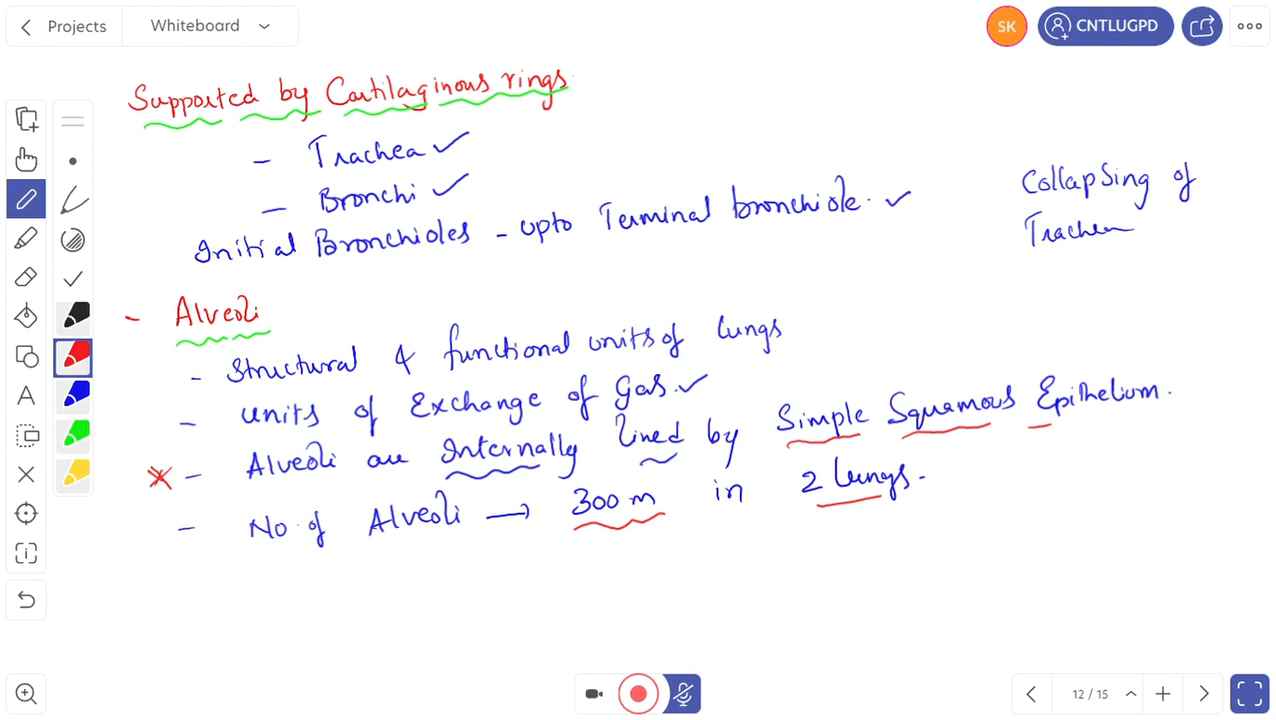 Projects
Whiteboard
SK
CNTLUGPD
Supported by Cartilaginous rings
- Trachea ✓
- Bronchi ✓
Initial Bronchioles - upto Terminal bronchiole. ✓
Collapsing of
Trachea
- Alveoli
- Structural & functional units of lungs
- units of Exchange of Gas. ✓
- Alveoli are Internally lined by Simple Squamous Epithelium.
- No. of Alveoli → 300 m in 2 lungs.
A
12 / 15